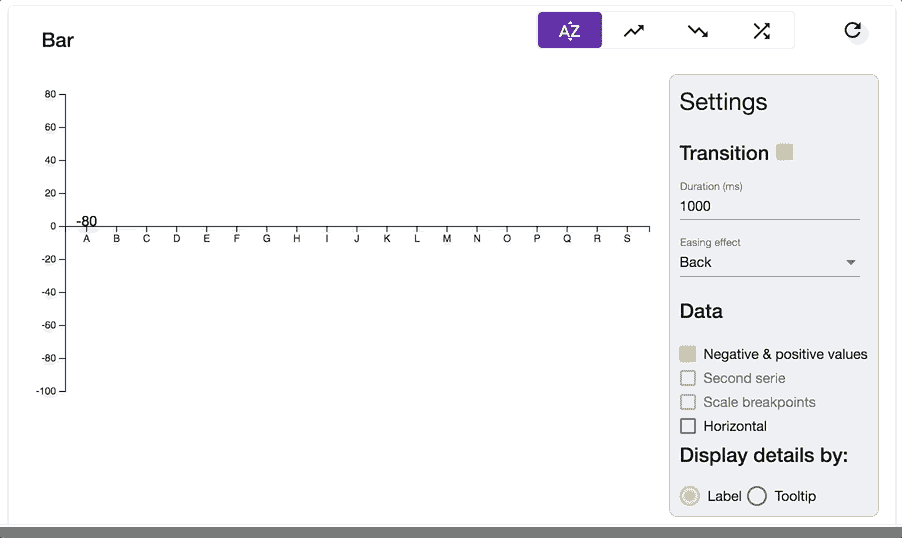 Bar
AZ
80
60
40
20
0
-80
A B C D E F G H I J K L M N O P Q R S
-20
-40
-60
-80
-100
Settings
Transition
Duration (ms)
1000
Easing effect
Back
Data
Negative & positive values
Second serie
Scale breakpoints
Horizontal
Display details by:
Label Tooltip